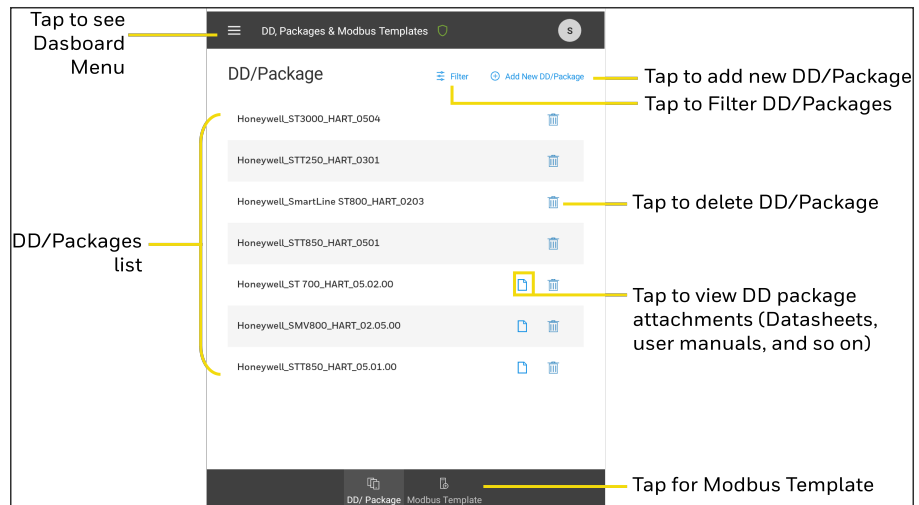 Tap to see
Dasboard
Menu
DD, Packages & Modbus Templates
S
DD/Package
Filter
Add New DD/Package
Tap to add new DD/Package
Tap to Filter DD/Packages
Honeywell_ST3000_HART_0504
Honeywell_STT250_HART_0301
Honeywell_SmartLine ST800_HART_0203
Tap to delete DD/Package
DD/Packages
list
Honeywell_STT850_HART_0501
Honeywell_ST 700_HART_05.02.00
Tap to view DD package
attachments (Datasheets,
user manuals, and so on)
Honeywell_SMV800_HART_02.05.00
Honeywell_STT850_HART_05.01.00
DD/ Package
Modbus Template
Tap for Modbus Template